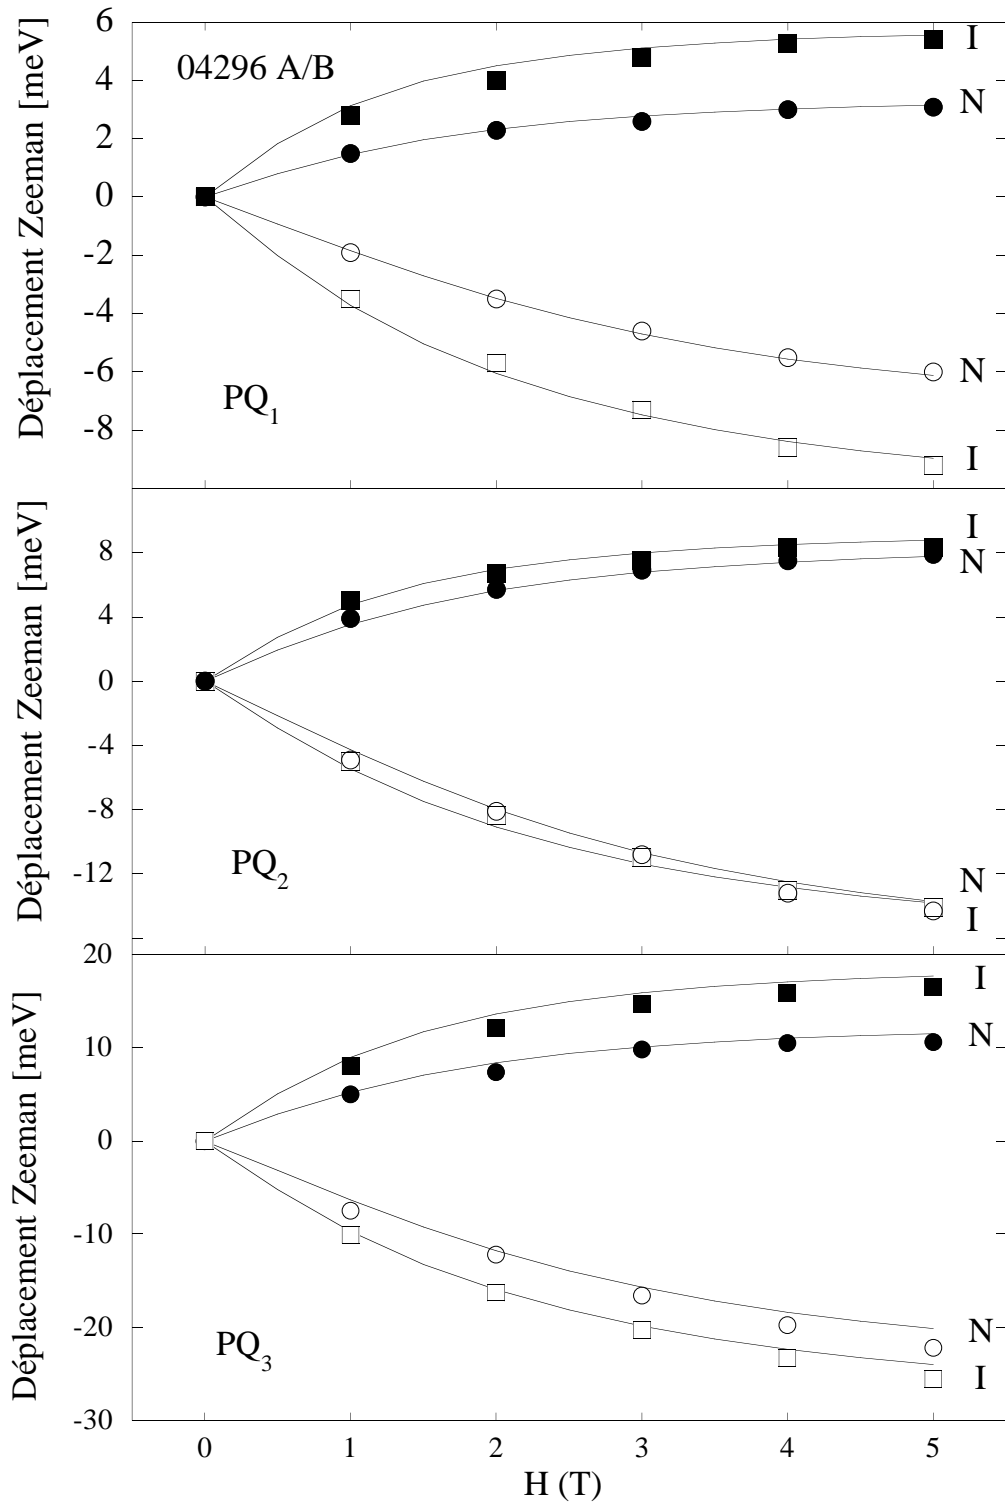 Déplacement Zeeman [meV]
6
4
2
0
-2
-4
-6
-8
04296 A/B
I
N
N
I
PQ1
Déplacement Zeeman [meV]
8
4
0
-4
-8
-12
I
N
N
I
PQ2
Déplacement Zeeman [meV]
20
10
0
-10
-20
-30
I
N
N
I
PQ3
0 1 2 3 4 5
H (T)